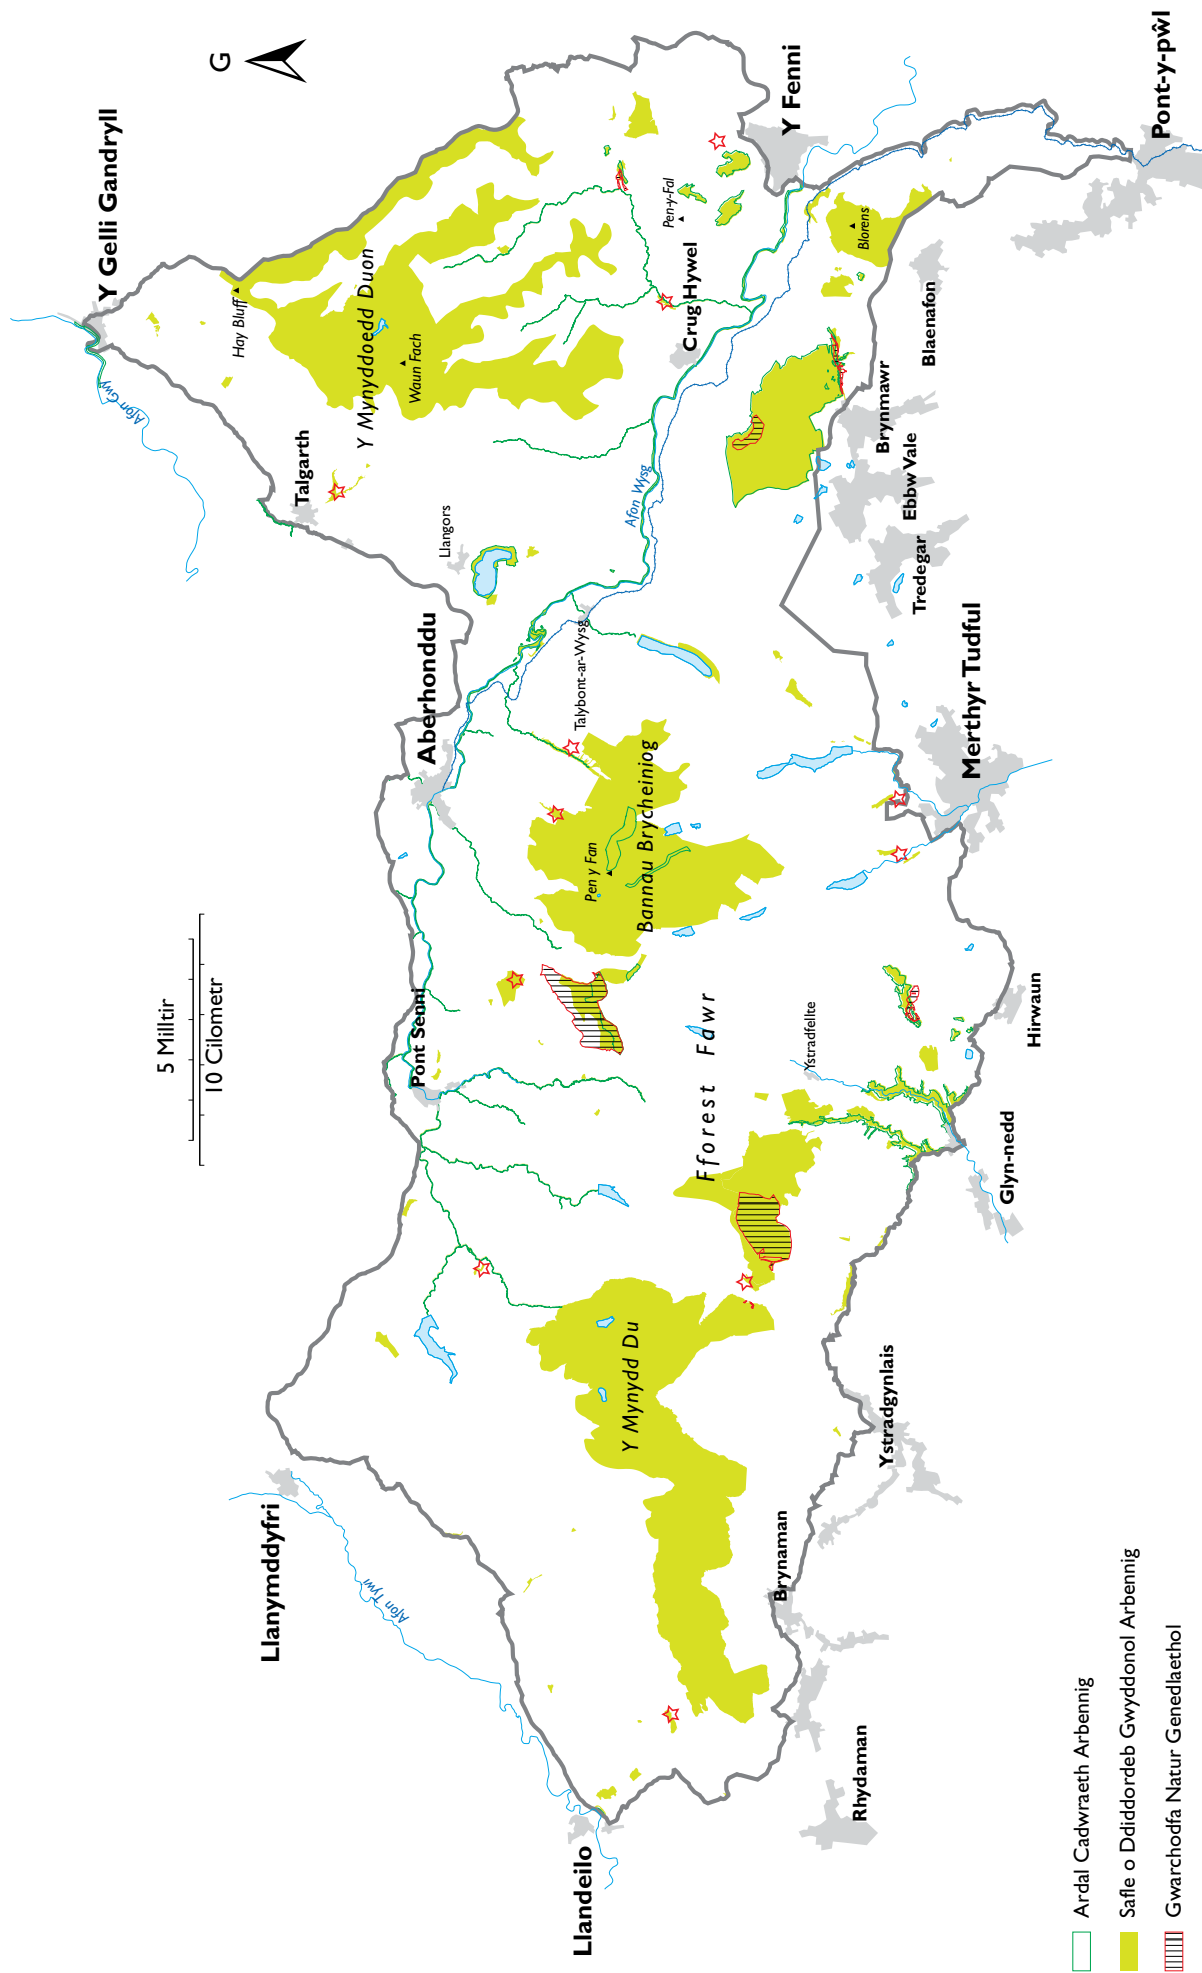 G
Y Gelli Gandryll
Afon Gwy
Hay Bluff
Talgarth
Y Mynyddoedd Duon
Waun Fach
Llangors
Pen-y-Fal
Y Fenni
Crug Hywel
Afon Wysg
Blorens
Pont-y-pŵl
Blaenafon
Brynmawr
Ebbw Vale
Tredegar
Merthyr Tudful
Aberhonddu
Talybont-ar-Wysg
Pen y Fan
Bannau Brycheiniog
5 Milltir
10 Cilometr
Pont Senni
Fforest Fawr
Ystradfellte
Hirwaun
Glyn-nedd
Llanymddyfri
Afon Tywi
Y Mynydd Du
Ystradgynlais
Brynaman
Rhydaman
Llandeilo
Ardal Cadwraeth Arbennig
Safle o Ddiddordeb Gwyddonol Arbennig
Gwarchodfa Natur Genedlaethol